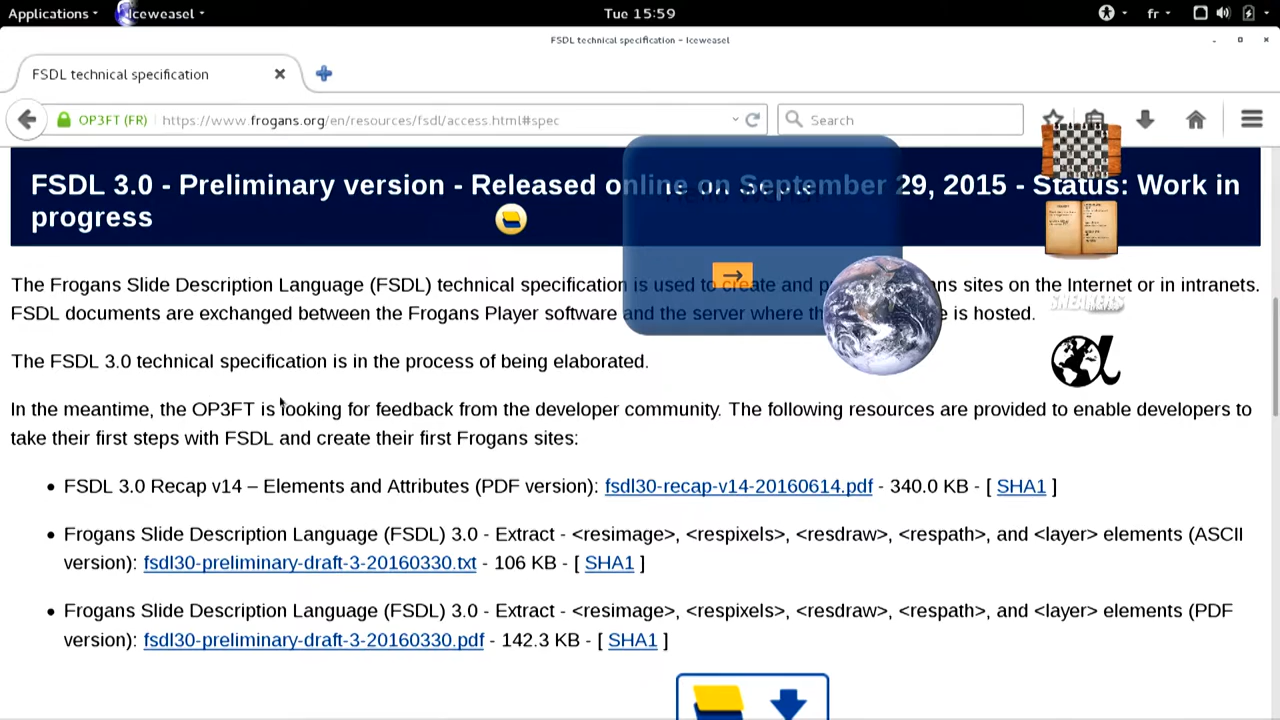 Applications
Iceweasel
Tue 15:59
fr
FSDL technical specification - Iceweasel
FSDL technical specification
OP3FT (FR)
https://www.frogans.org/en/resources/fsdl/access.html#spec
Search
FSDL 3.0 - Preliminary version - Released online on September 29, 2015 - Status: Work in
progress
The Frogans Slide Description Language (FSDL) technical specification is used to create and p ns sites on the Internet or in intranets.
FSDL documents are exchanged between the Frogans Player software and the server where th e is hosted.
SNEAKERS
The FSDL 3.0 technical specification is in the process of being elaborated.
In the meantime, the OP3FT is looking for feedback from the developer community. The following resources are provided to enable developers to
take their first steps with FSDL and create their first Frogans sites:
• FSDL 3.0 Recap v14 – Elements and Attributes (PDF version): fsdl30-recap-v14-20160614.pdf - 340.0 KB - [ SHA1 ]
• Frogans Slide Description Language (FSDL) 3.0 - Extract - <resimage>, <respixels>, <resdraw>, <respath>, and <layer> elements (ASCII
version): fsdl30-preliminary-draft-3-20160330.txt - 106 KB - [ SHA1 ]
• Frogans Slide Description Language (FSDL) 3.0 - Extract - <resimage>, <respixels>, <resdraw>, <respath>, and <layer> elements (PDF
version): fsdl30-preliminary-draft-3-20160330.pdf - 142.3 KB - [ SHA1 ]